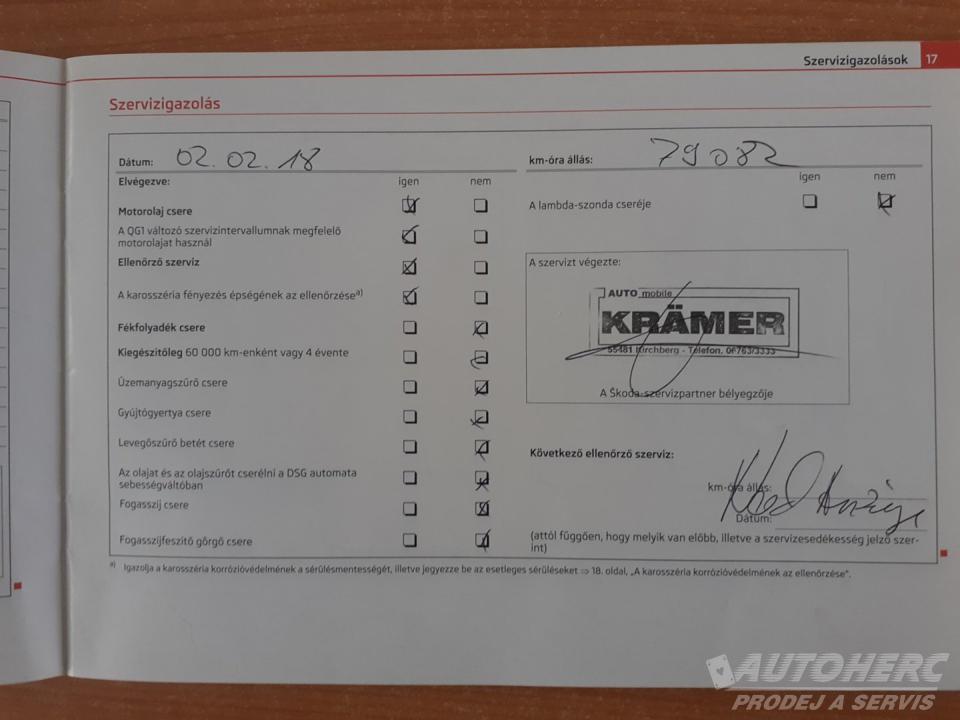 Szervizigazolások 17
Szervizigazolás
Dátum: 02.02.18
km-óra állás: 79082
Elvégezve: igen nem
igen nem
Motorolaj csere
A lambda-szonda cseréje
A QG1 változó szervizintervallumnak megfelelő
motorolajat használ
Ellenőrző szerviz
A karosszéria fényezés épségének az ellenőrzése a)
Fékfolyadék csere
Kiegészítőleg 60 000 km-enként vagy 4 évente
Üzemanyagszűrő csere
Gyújtógyertya csere
Levegőszűrő betét csere
Az olajat és az olajszűrőt cserélni a DSG automata
sebességváltóban
Fogasszíj csere
Fogasszíjfeszítő görgő csere
A szervizt végezte:
AUTO mobile
KRÄMER
55481 Kirchberg - Telefon. 06763/3333
A Škoda-szervizpartner bélyegzője
Következő ellenőrző szerviz:
km-óra állás:
Dátum:
(attól függően, hogy melyik van előbb, illetve a szervizesedékesség jelző szer-
int)
a) Igazolja a karosszéria korrózióvédelmének a sérülésmentességét, illetve jegyezze be az esetleges sérüléseket ⇒ 18. oldal, „A karosszéria korrózióvédelmének az ellenőrzése".
AUTOHERC
PRODEJ A SERVIS